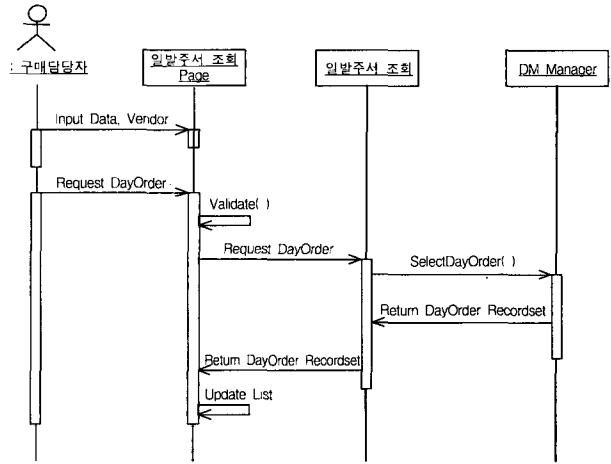 : 구매담당자
일발주서 조회
Page
일발주서 조회
DM Manager
Input Data, Vendor
Request DayOrder
Validate( )
Request DayOrder
SelectDayOrder( )
Return DayOrder Recordset
Return DayOrder Recordset
Update List